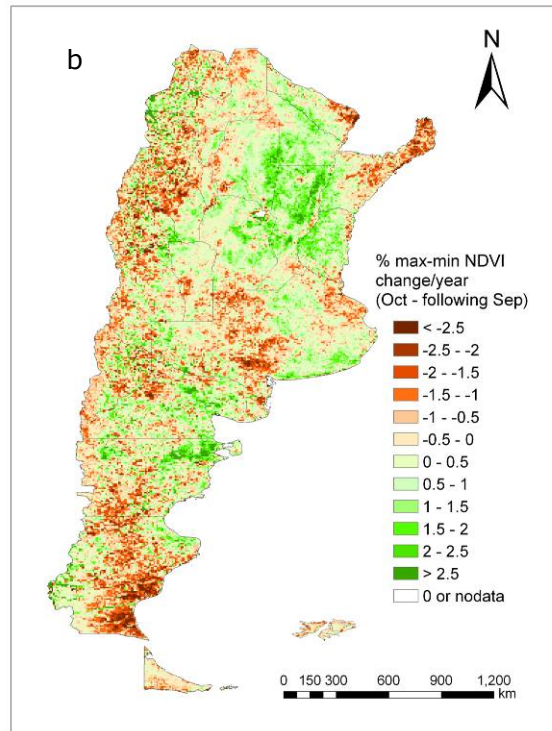 b
N
% max-min NDVI
change/year
(Oct - following Sep)
< -2.5
-2.5 - -2
-2 - -1.5
-1.5 - -1
-1 - -0.5
-0.5 - 0
0 - 0.5
0.5 - 1
1 - 1.5
1.5 - 2
2 - 2.5
> 2.5
0 or nodata
0 150 300 600 900 1,200
km